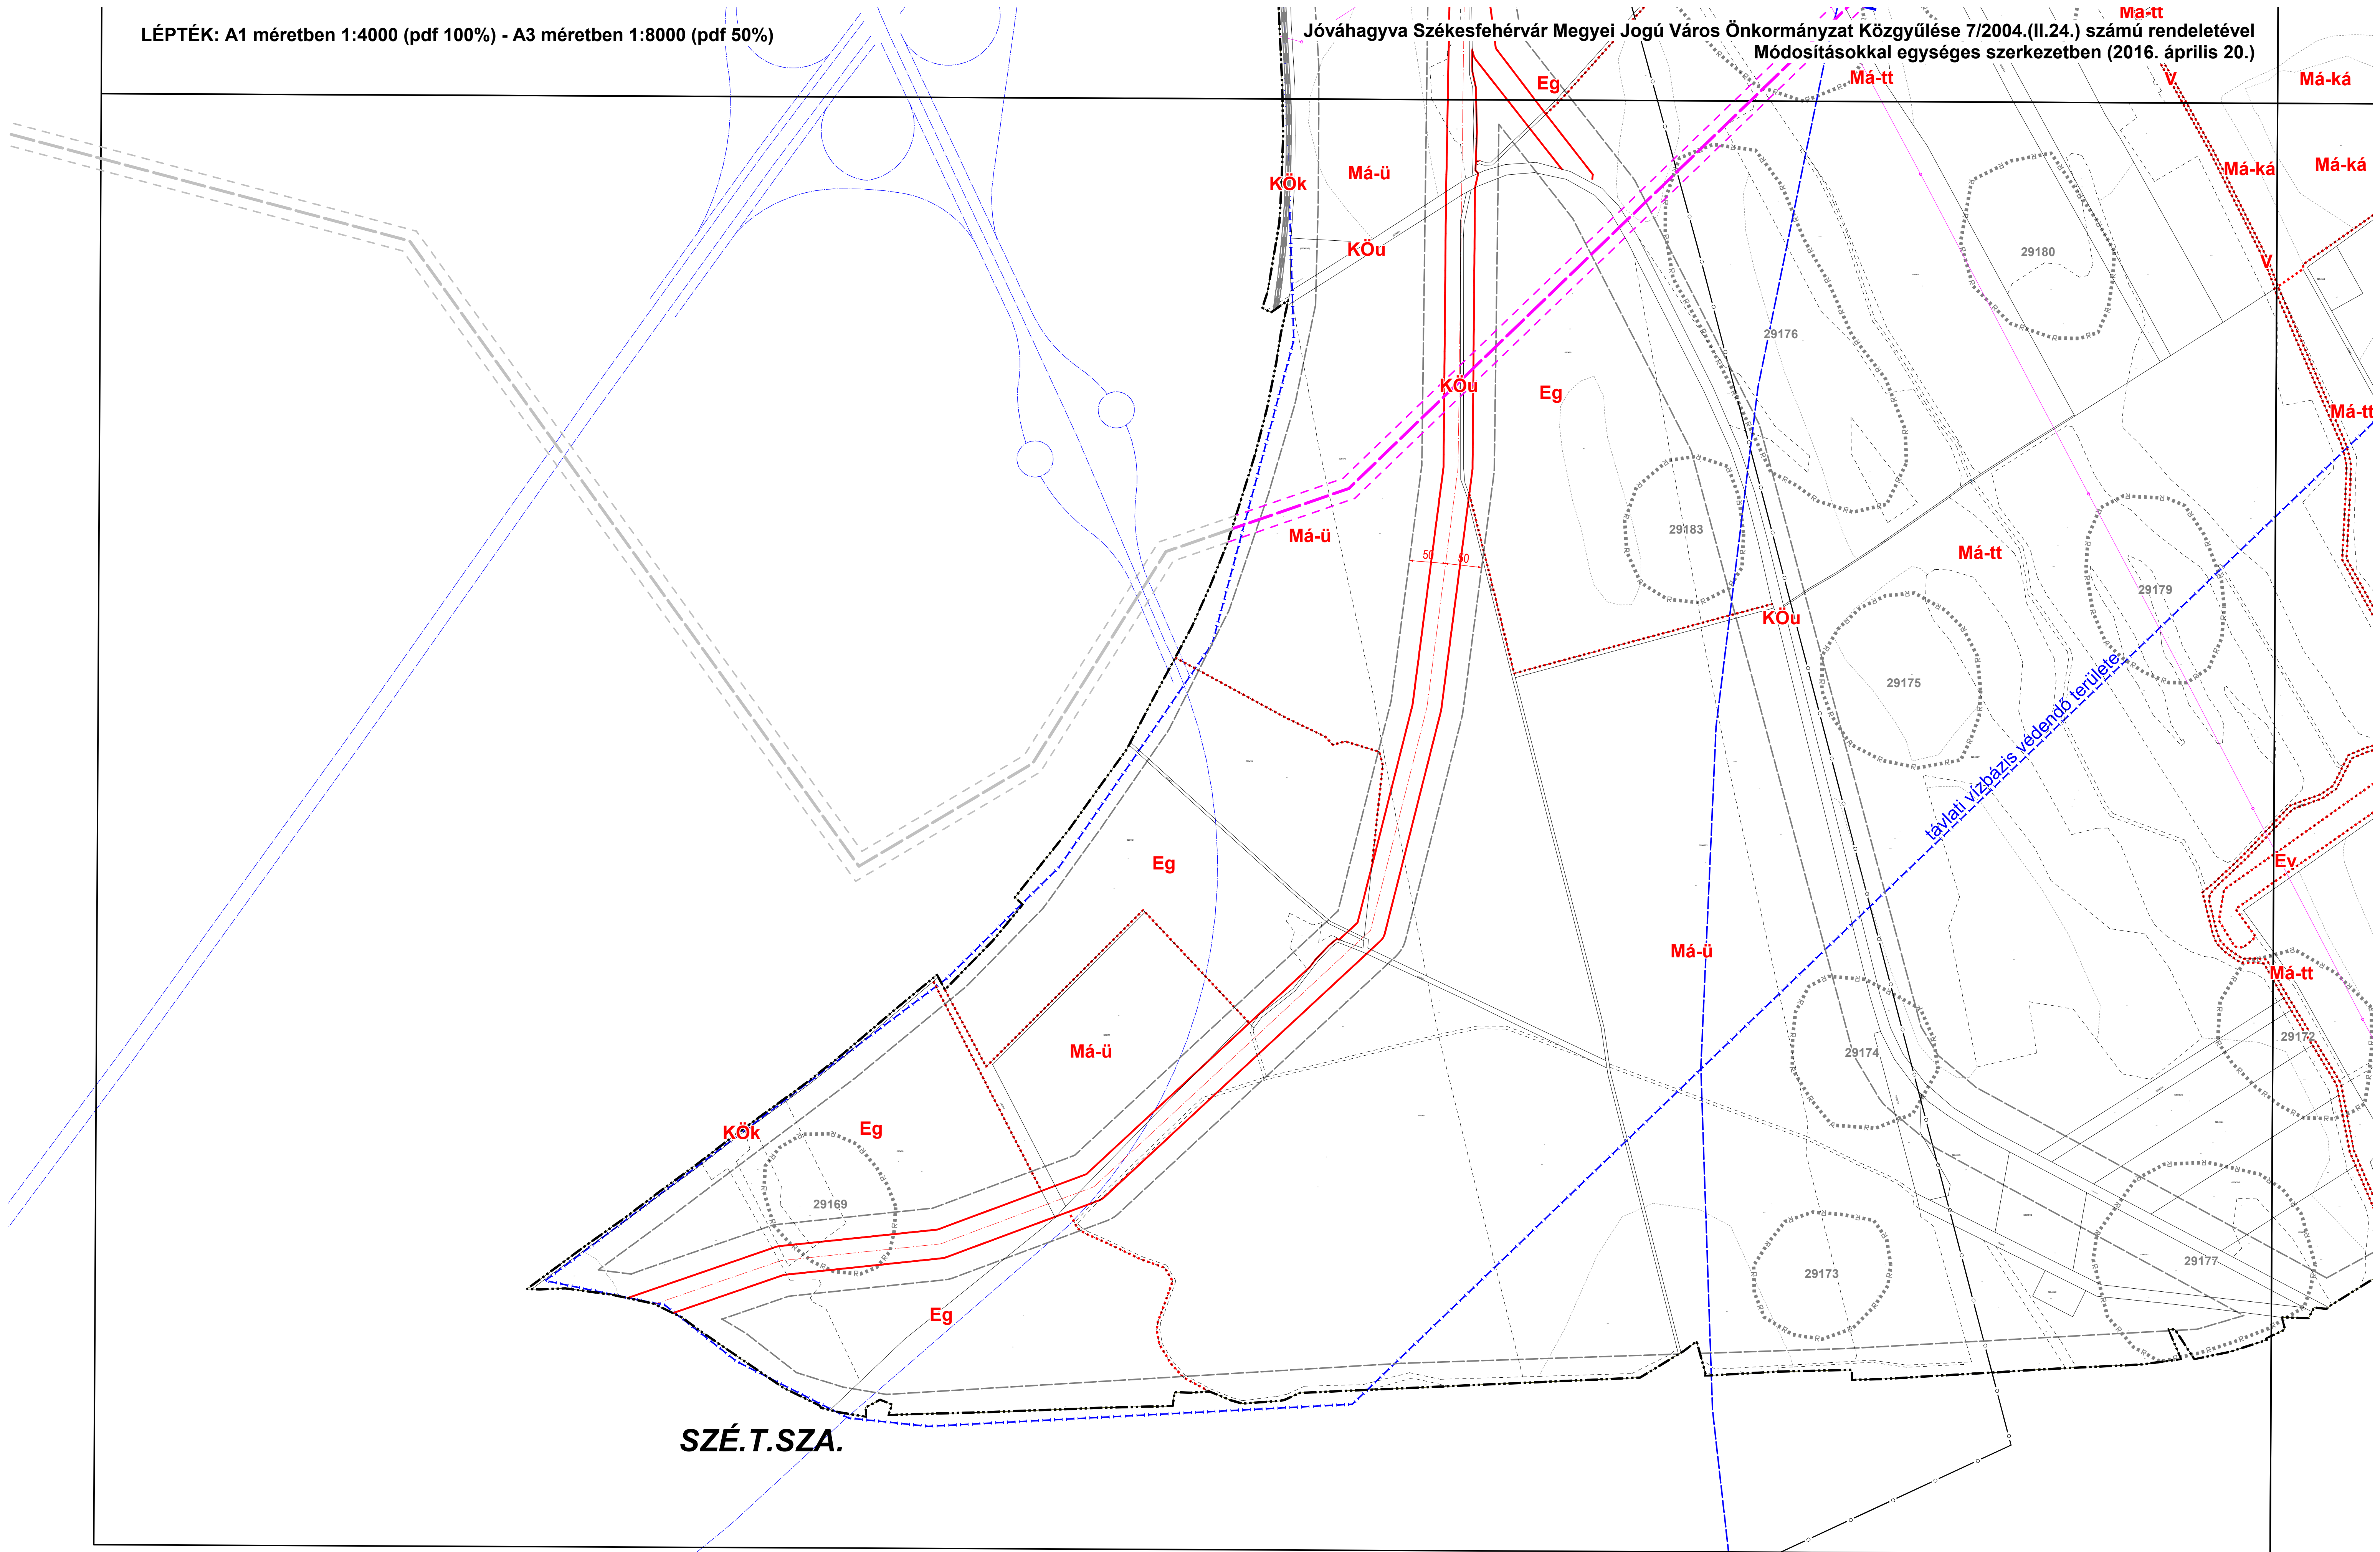 LÉPTÉK: A1 méretben 1:4000 (pdf 100%) - A3 méretben 1:8000 (pdf 50%)
Jóváhagyva Székesfehérvár Megyei Jogú Város Önkormányzat Közgyűlése 7/2004.(II.24.) számú rendeletével
Módosításokkal egységes szerkezetben (2016. április 20.)
Má-tt
Má-tt
V
Má-ká
Eg
Má-ká
Má-ká
Má-ü
KÖk
KÖu
29180
V
29176
KÖu
Eg
Má-tt
29183
Má-ü
50
50
Má-tt
29179
KÖu
29175
távlati vízbázis védendő területe
Eg
Ev
Má-ü
Má-tt
29172
Má-ü
29174
KÖk
Eg
29169
29177
29173
Eg
SZÉ.T.SZA.